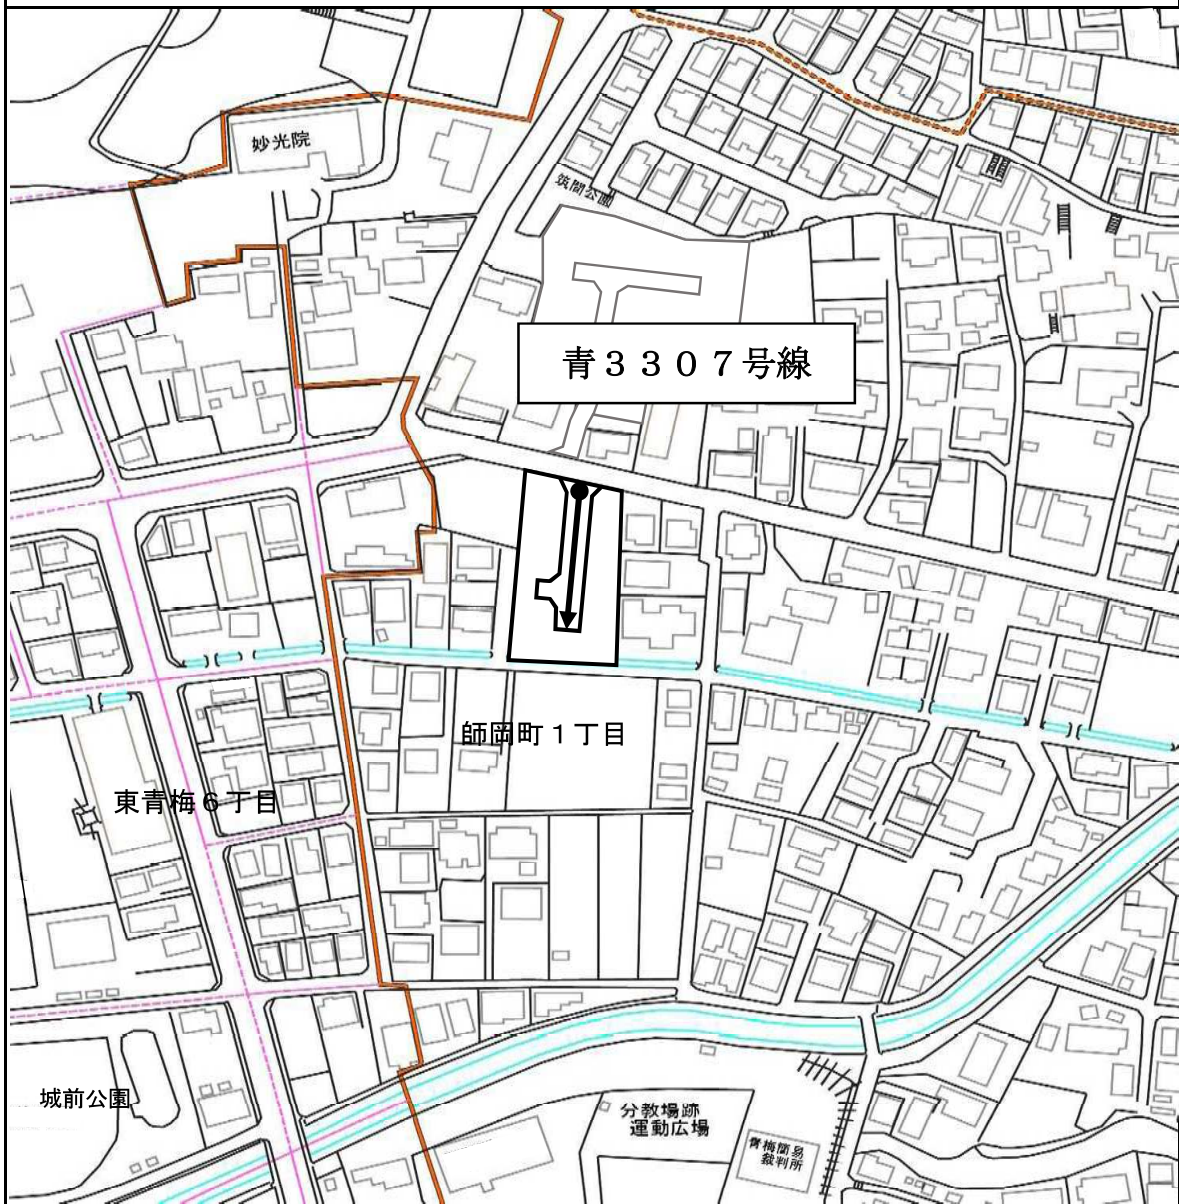 妙光院
筑間公園
青３３０７号線
師岡町１丁目
東青梅６丁目
城前公園
分教場跡
運動広場
青梅簡易
裁判所